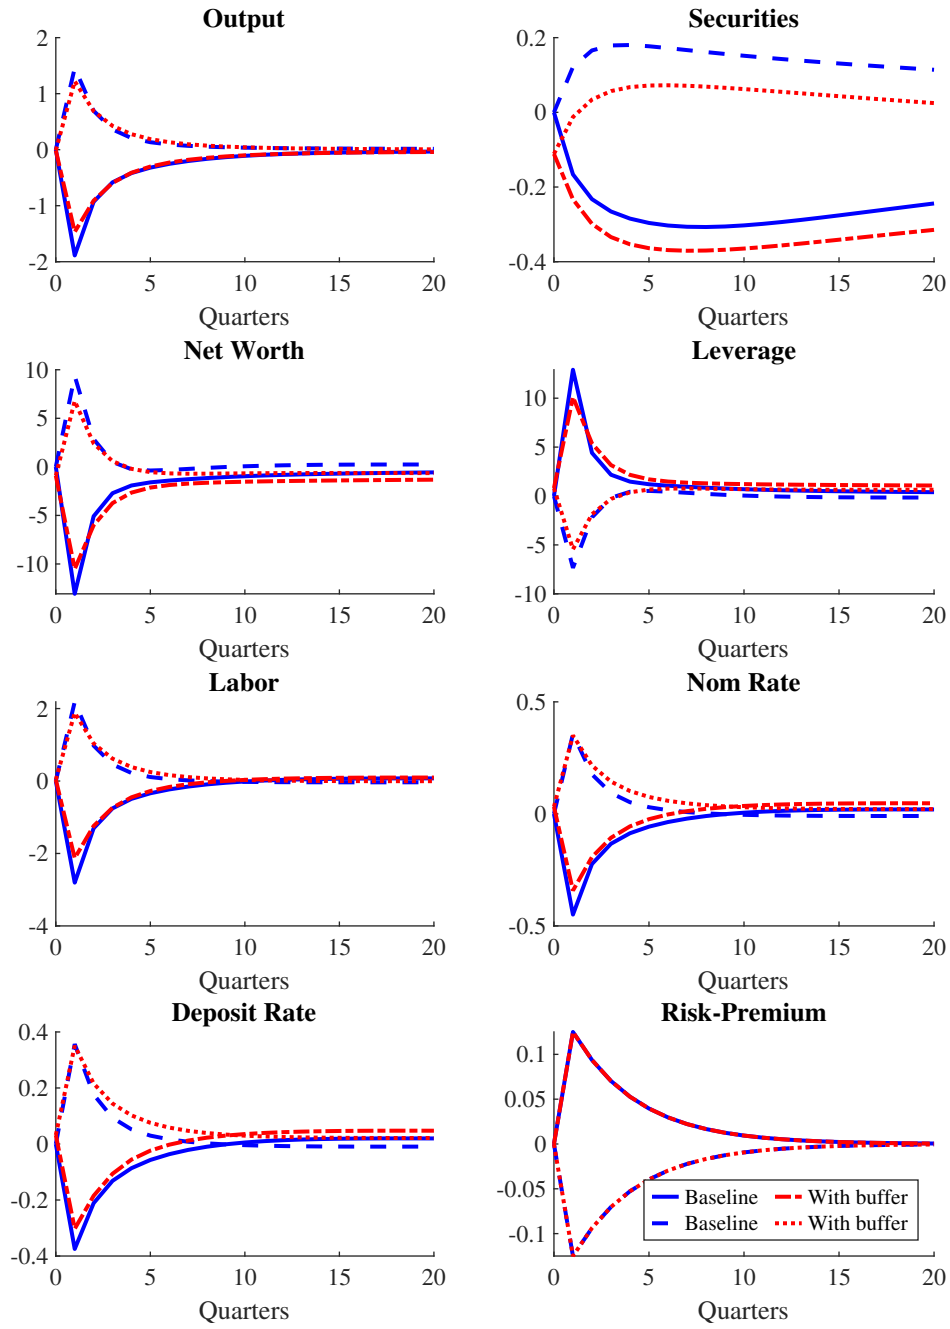 Output
2
1
0
-1
-2
0 5 10 15 20
Quarters
Securities
0.2
0
-0.2
-0.4
0 5 10 15 20
Quarters
Net Worth
10
5
0
-5
-10
0 5 10 15 20
Quarters
Leverage
10
5
0
-5
-10
0 5 10 15 20
Quarters
Labor
2
0
-2
-4
0 5 10 15 20
Quarters
Nom Rate
0.5
0
-0.5
0 5 10 15 20
Quarters
Deposit Rate
0.4
0.2
0
-0.2
-0.4
0 5 10 15 20
Quarters
Risk-Premium
0.1
0.05
0
-0.05
-0.1
Baseline With buffer
Baseline With buffer
0 5 10 15 20
Quarters